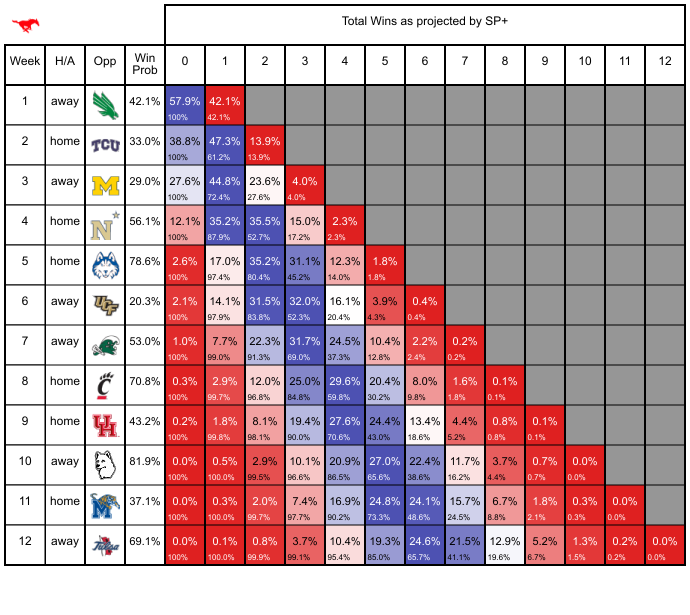 Total Wins as projected by SP+
Week H/A Opp Win Prob 0 1 2 3 4 5 6 7 8 9 10 11 12
1 away 42.1% 57.9% 42.1%
100% 42.1%
2 home TCU 33.0% 38.8% 47.3% 13.9%
100% 61.2% 13.9%
3 away M 29.0% 27.6% 44.8% 23.6% 4.0%
100% 72.4% 27.6% 4.0%
4 home N 56.1% 12.1% 35.2% 35.5% 15.0% 2.3%
100% 87.9% 52.7% 17.2% 2.3%
5 home 78.6% 2.6% 17.0% 35.2% 31.1% 12.3% 1.8%
100% 97.4% 80.4% 45.2% 14.0% 1.8%
6 away UCF 20.3% 2.1% 14.1% 31.5% 32.0% 16.1% 3.9% 0.4%
100% 97.9% 83.8% 52.3% 20.4% 4.3% 0.4%
7 away 53.0% 1.0% 7.7% 22.3% 31.7% 24.5% 10.4% 2.2% 0.2%
100% 99.0% 91.3% 69.0% 37.3% 12.8% 2.4% 0.2%
8 home C 70.8% 0.3% 2.9% 12.0% 25.0% 29.6% 20.4% 8.0% 1.6% 0.1%
100% 99.7% 96.8% 84.8% 59.8% 30.2% 9.8% 1.8% 0.1%
9 home UH 43.2% 0.2% 1.8% 8.1% 19.4% 27.6% 24.4% 13.4% 4.4% 0.8% 0.1%
100% 99.8% 98.1% 90.0% 70.6% 43.0% 18.6% 5.2% 0.8% 0.1%
10 away 81.9% 0.0% 0.5% 2.9% 10.1% 20.9% 27.0% 22.4% 11.7% 3.7% 0.7% 0.0%
100% 100.0% 99.5% 96.6% 86.5% 65.6% 38.6% 16.2% 4.4% 0.7% 0.0%
11 home M 37.1% 0.0% 0.3% 2.0% 7.4% 16.9% 24.8% 24.1% 15.7% 6.7% 1.8% 0.3% 0.0%
100% 100.0% 99.7% 97.7% 90.2% 73.3% 48.6% 24.5% 8.8% 2.1% 0.3% 0.0%
12 away Tulsa 69.1% 0.0% 0.1% 0.8% 3.7% 10.4% 19.3% 24.6% 21.5% 12.9% 5.2% 1.3% 0.2% 0.0%
100% 100.0% 99.9% 99.1% 95.4% 85.0% 65.7% 41.1% 19.6% 6.7% 1.5% 0.2% 0.0%